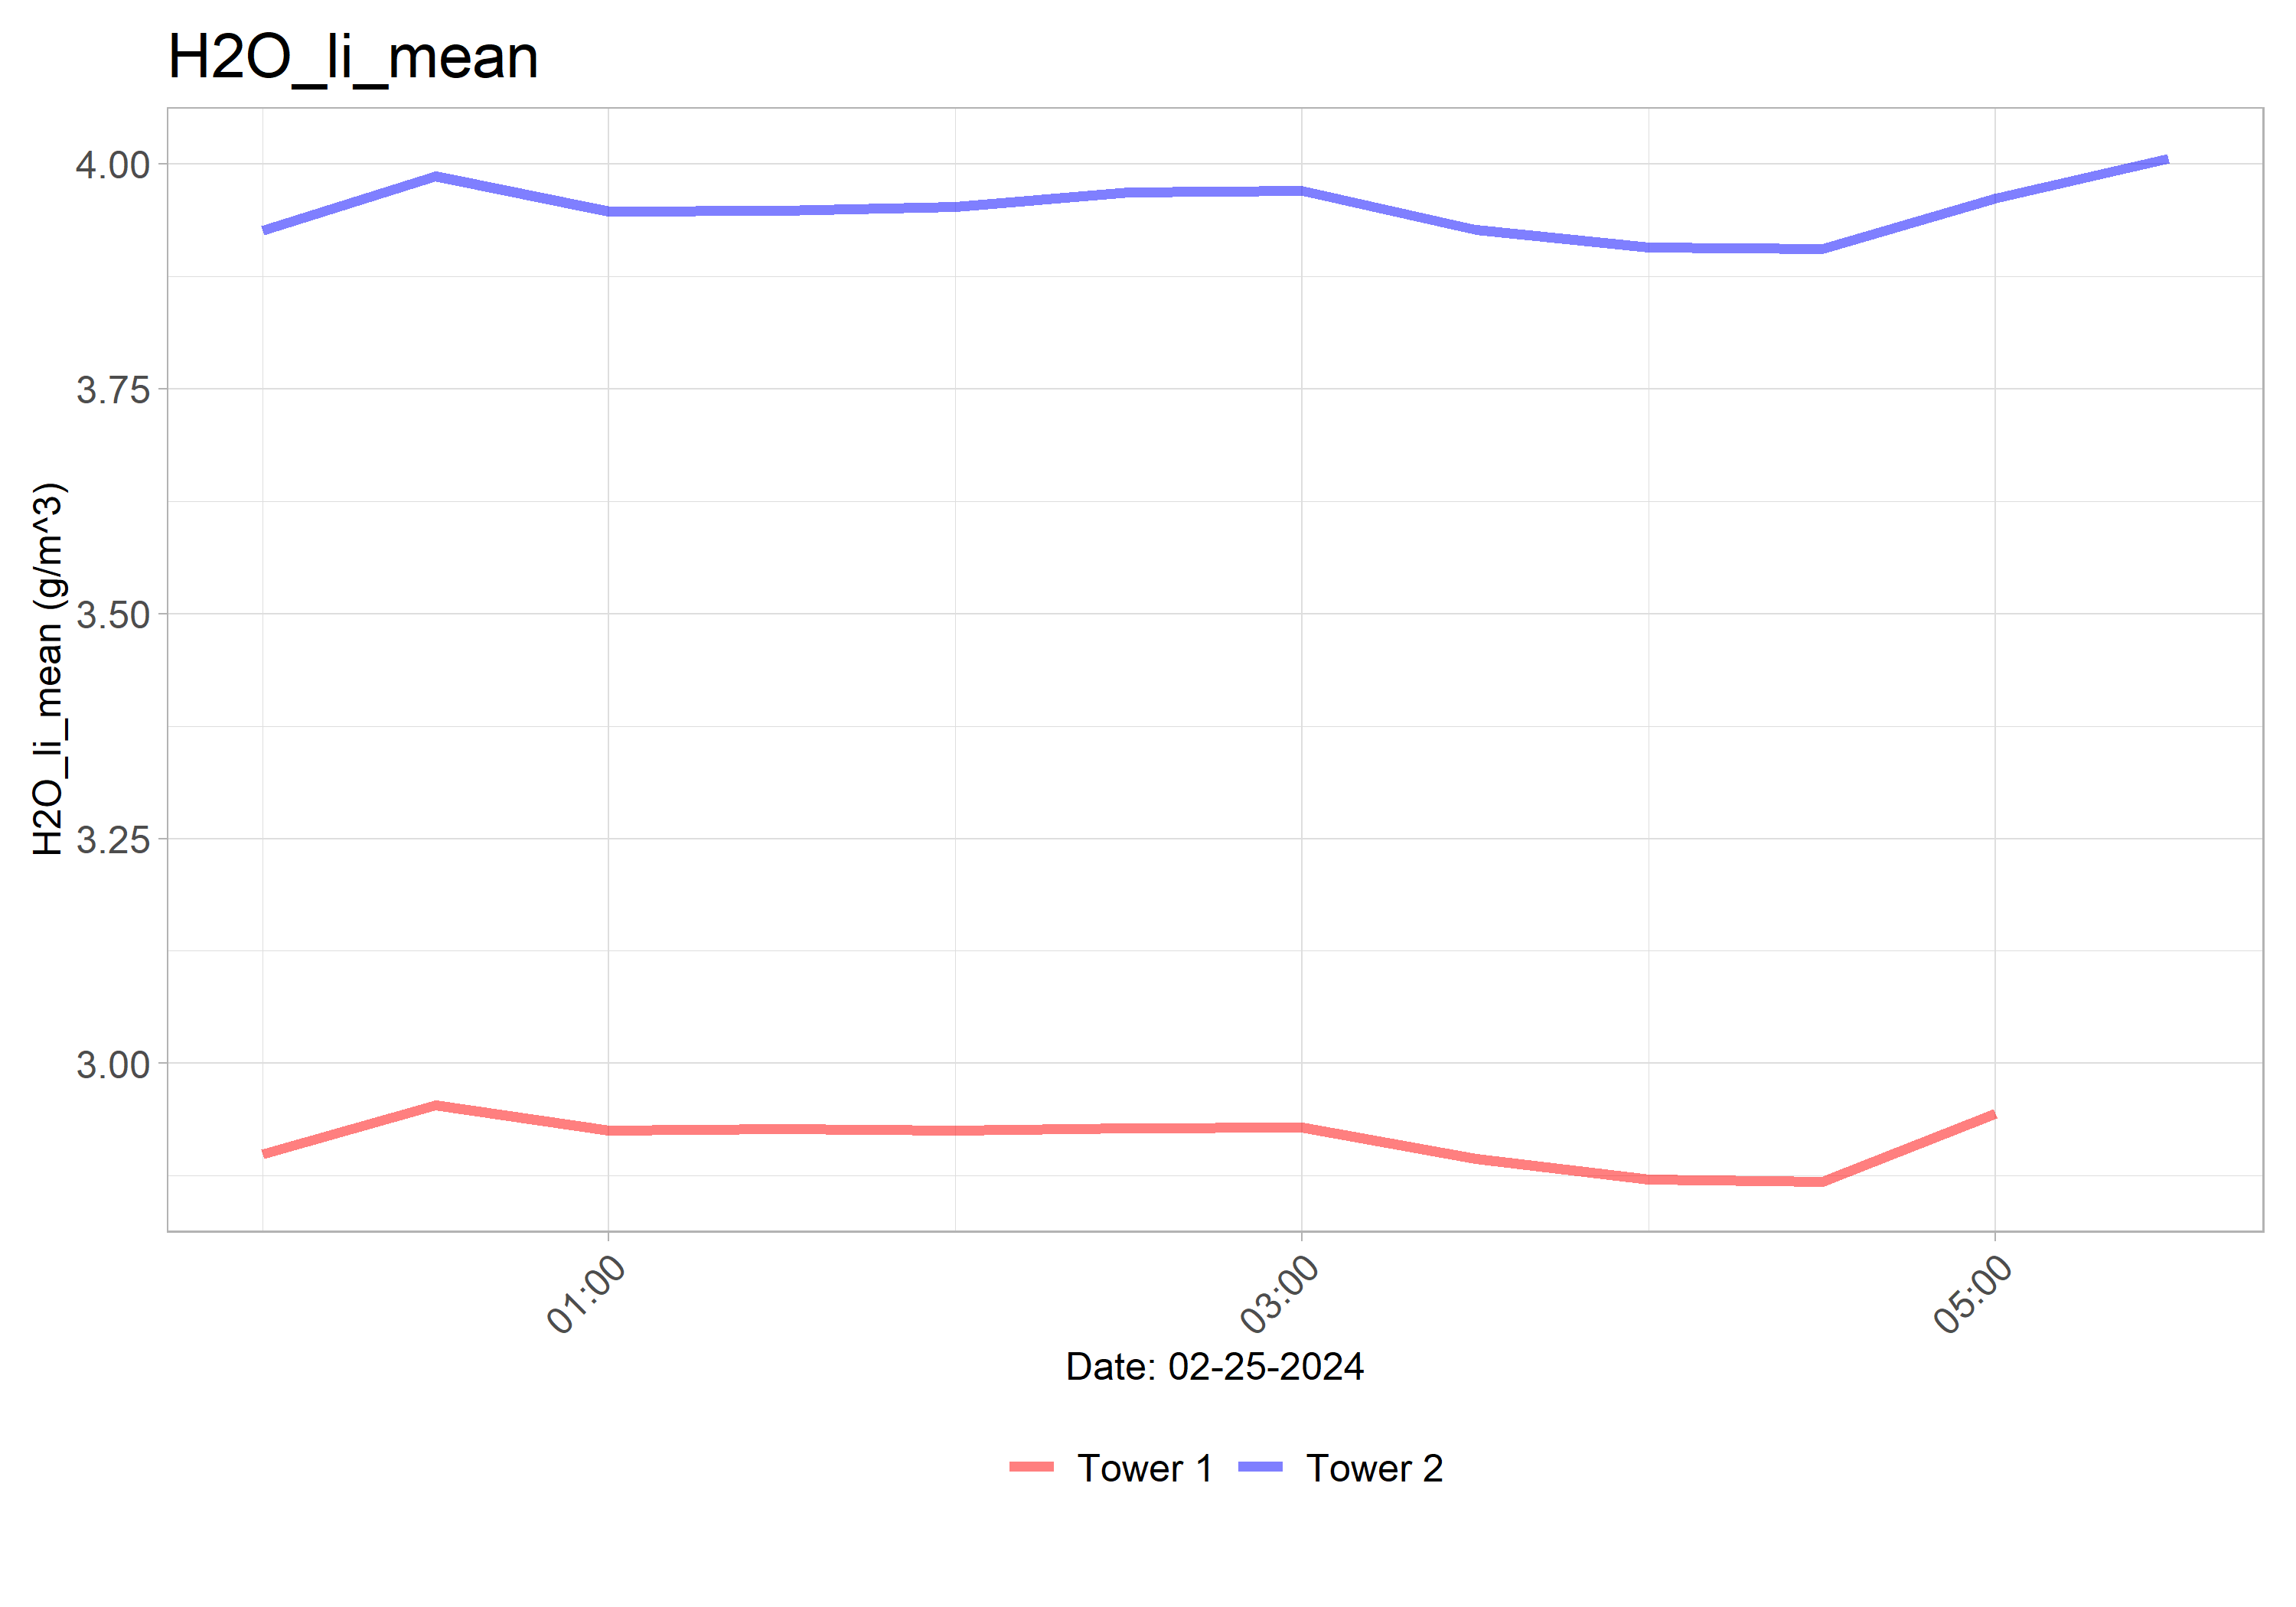 H2O_li_mean
4.00
3.75
3.50
3.25
3.00
H2O_li_mean (g/m^3)
01:00
03:00
05:00
Date: 02-25-2024
Tower 1
Tower 2